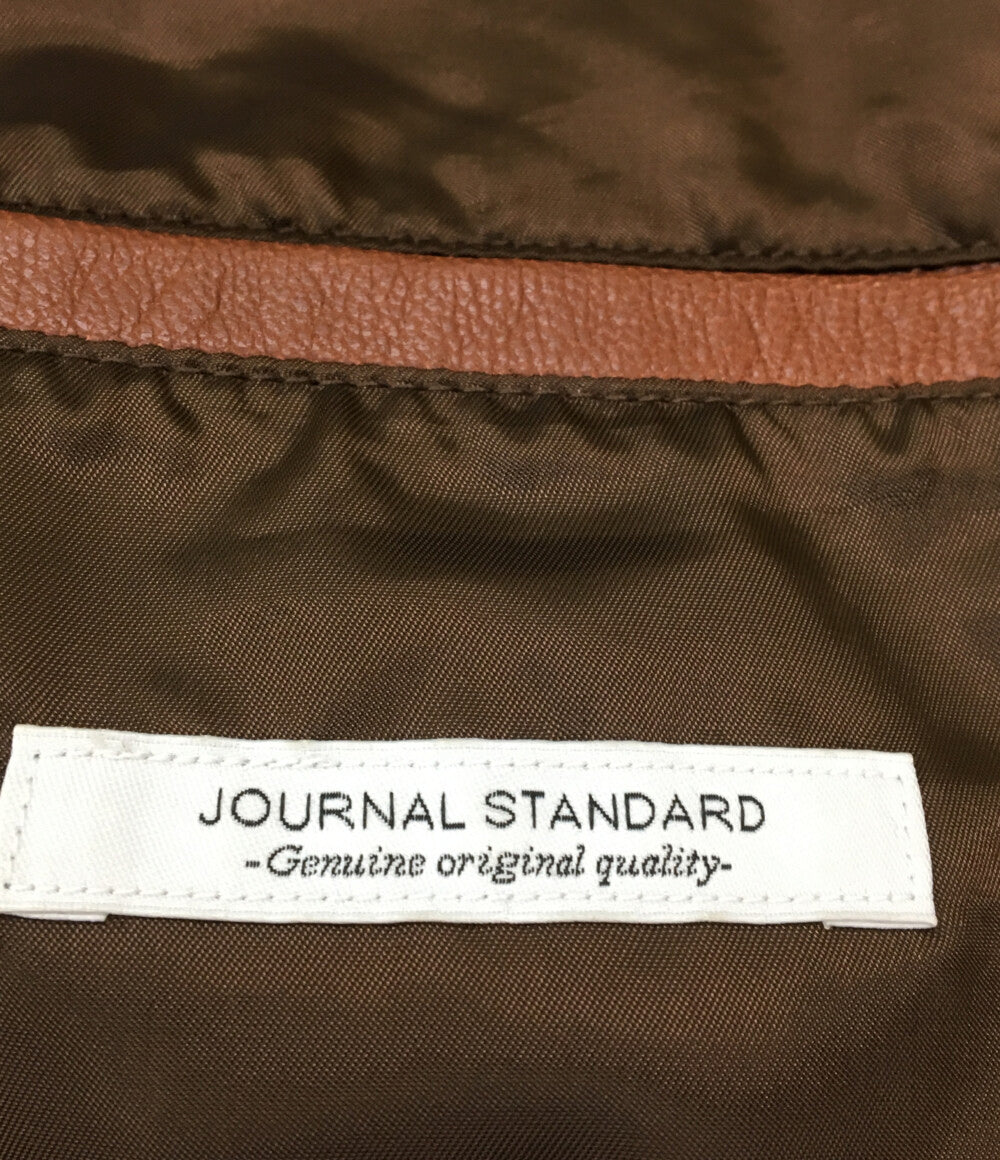 JOURNAL STANDARD
-Genuine original quality-